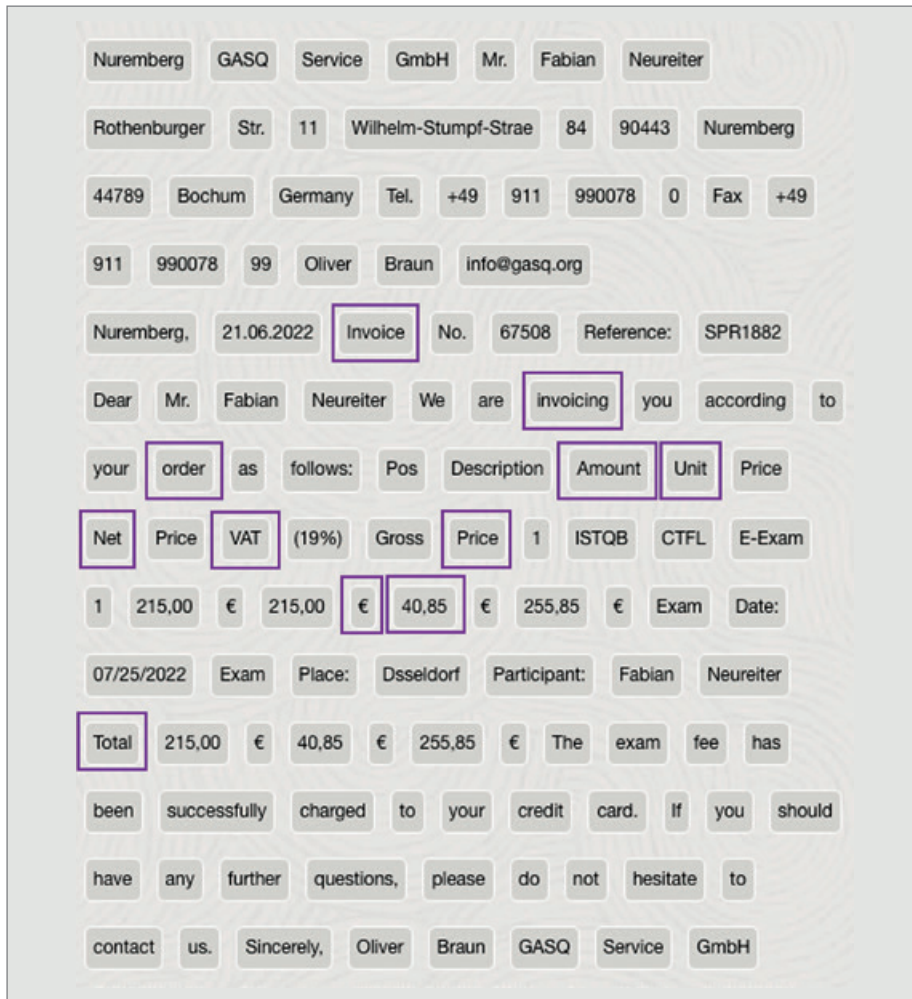 Nuremberg GASQ Service GmbH Mr. Fabian Neureiter
Rothenburger Str. 11 Wilhelm-Stumpf-Strae 84 90443 Nuremberg
44789 Bochum Germany Tel. +49 911 990078 0 Fax +49
911 990078 99 Oliver Braun info@gasq.org
Nuremberg, 21.06.2022 Invoice No. 67508 Reference: SPR1882
Dear Mr. Fabian Neureiter We are invoicing you according to
your order as follows: Pos Description Amount Unit Price
Net Price VAT (19%) Gross Price 1 ISTQB CTFL E-Exam
1 215,00 € 215,00 € 40,85 € 255,85 € Exam Date:
07/25/2022 Exam Place: Dsseldorf Participant: Fabian Neureiter
Total 215,00 € 40,85 € 255,85 € The exam fee has
been successfully charged to your credit card. If you should
have any further questions, please do not hesitate to
contact us. Sincerely, Oliver Braun GASQ Service GmbH